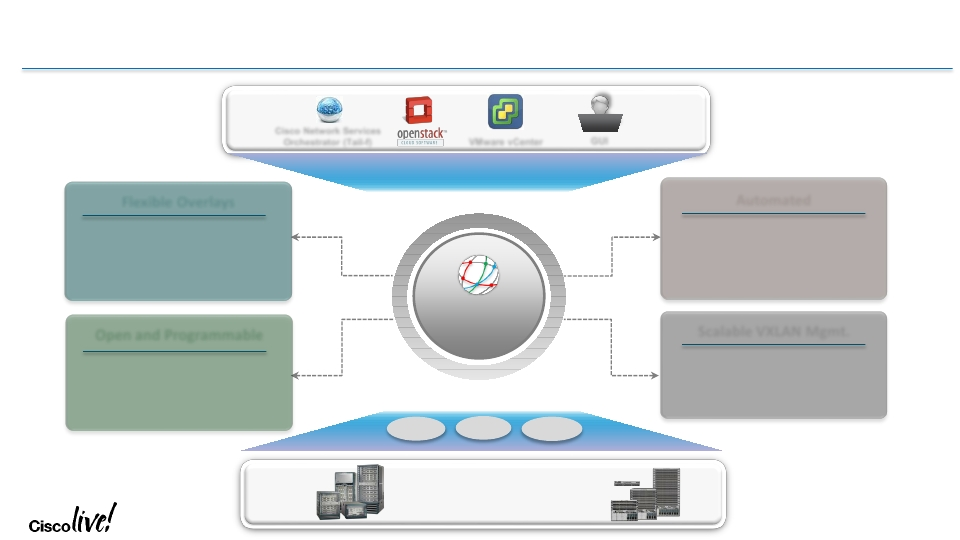 Cisco Network Services
Orchestrator (Tail-f)
openstack™
CLOUD SOFTWARE
VMware vCenter
GUI
Flexible Overlays
Automated
Open and Programmable
Scalable VXLAN Mgmt.
Cisco live!